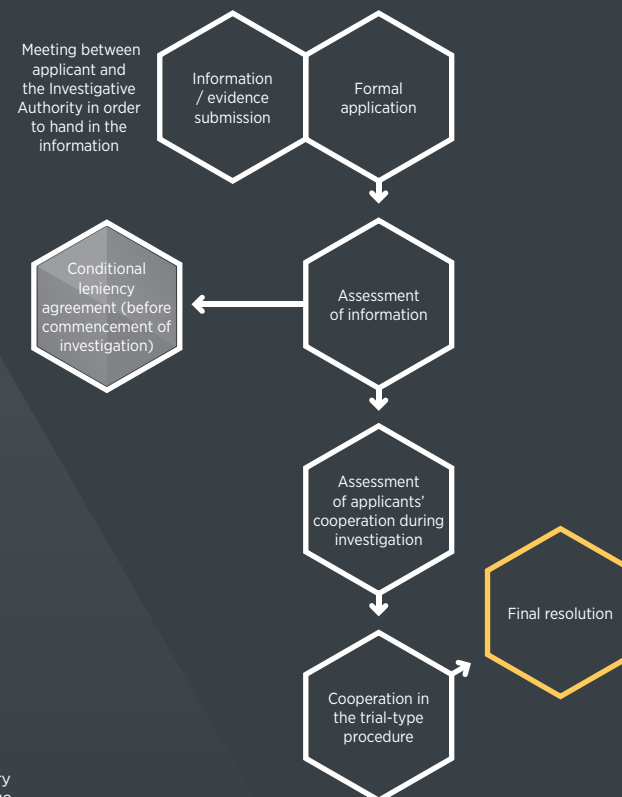 Meeting between
applicant and
the Investigative
Authority in order
to hand in the
information
Information
/ evidence
submission
Formal
application
Conditional
leniency
agreement (before
commencement of
investigation)
Assessment
of information
Assessment
of applicants'
cooperation during
investigation
Final resolution
Cooperation in
the trial-type
procedure